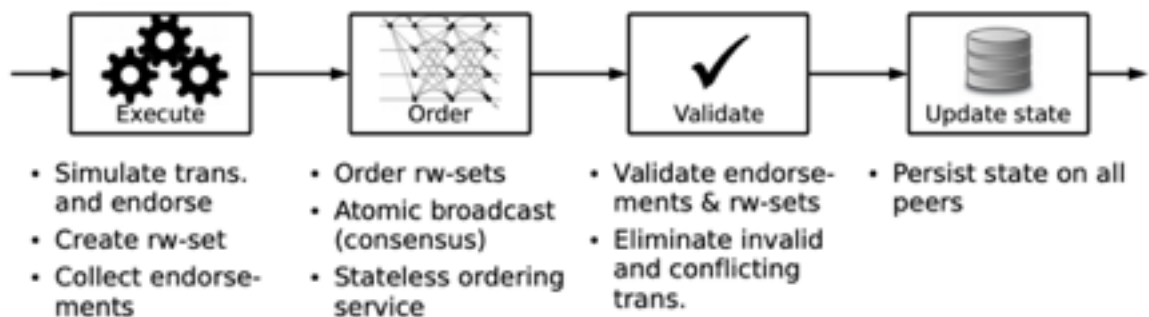 Execute
Order
Validate
Update state
• Simulate trans.
and endorse
• Create rw-set
• Collect endorse-
ments
• Order rw-sets
• Atomic broadcast
(consensus)
• Stateless ordering
service
• Validate endorse-
ments & rw-sets
• Eliminate invalid
and conflicting
trans.
• Persist state on all
peers